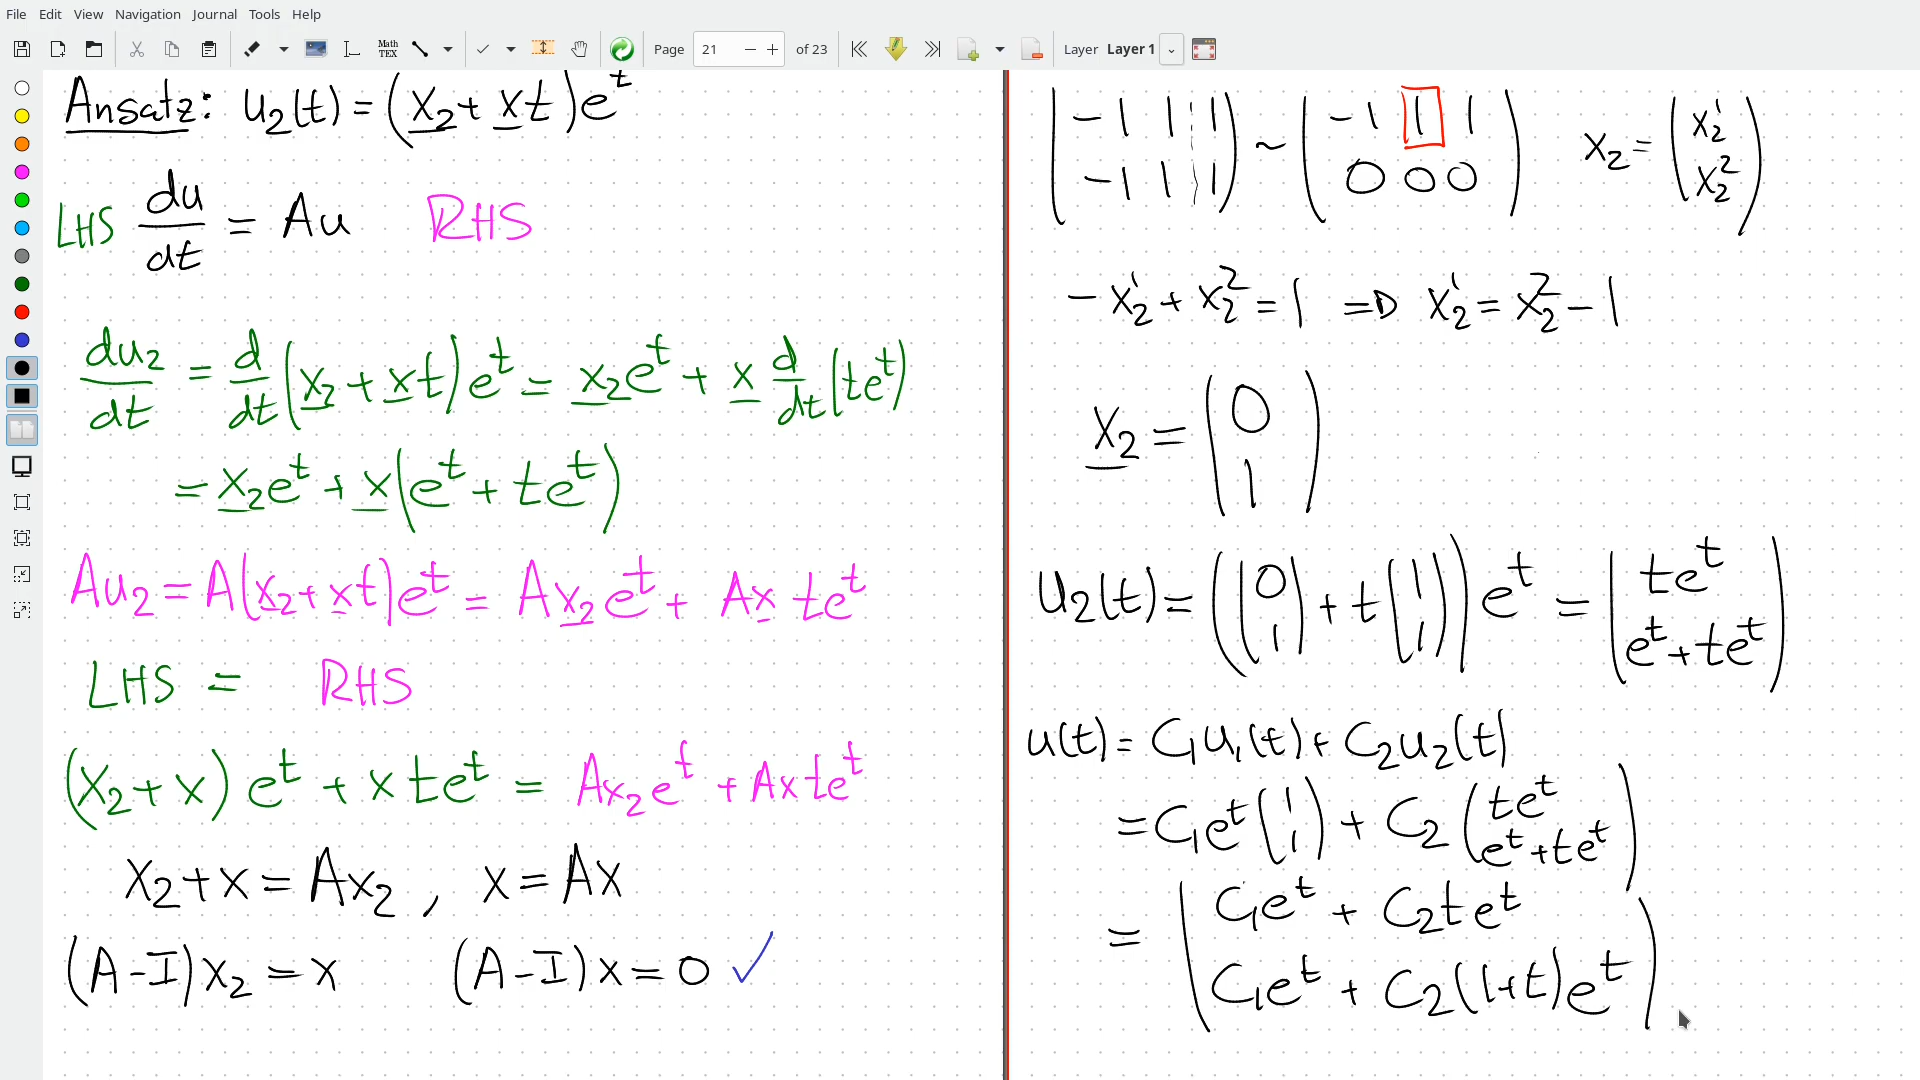 File Edit View Navigation Journal Tools Help
Math TEX Page 21 of 23 Layer Layer 1
Ansatz: u₂(t) = (x₂ + xt)eᵗ
LHS du/dt = Au RHS
du₂/dt = d/dt (x₂ + xt)eᵗ = x₂eᵗ + x d/dt (teᵗ)
= x₂eᵗ + x(eᵗ + teᵗ)
Au₂ = A(x₂ + xt)eᵗ = Ax₂eᵗ + Ax teᵗ
LHS = RHS
(x₂ + x) eᵗ + x teᵗ = Ax₂eᵗ + Axteᵗ
x₂ + x = Ax₂ , x = Ax
(A - I)x₂ = x (A - I)x = 0 ✓
(-1 1 | 1) ~ (-1 1 1) x₂ = (x₂¹)
(-1 1 | 1) (0 0 0) (x₂²)
-x₂¹ + x₂² = 1 ⇒ x₂¹ = x₂² - 1
x₂ = (0
1)
u₂(t) = ((0 1) + t(1 1)) eᵗ = (teᵗ
eᵗ + teᵗ)
u(t) = C₁u₁(t) + C₂u₂(t)
= C₁eᵗ(1 1) + C₂(teᵗ
eᵗ + teᵗ)
= (C₁eᵗ + C₂teᵗ
C₁eᵗ + C₂(1+t)eᵗ)